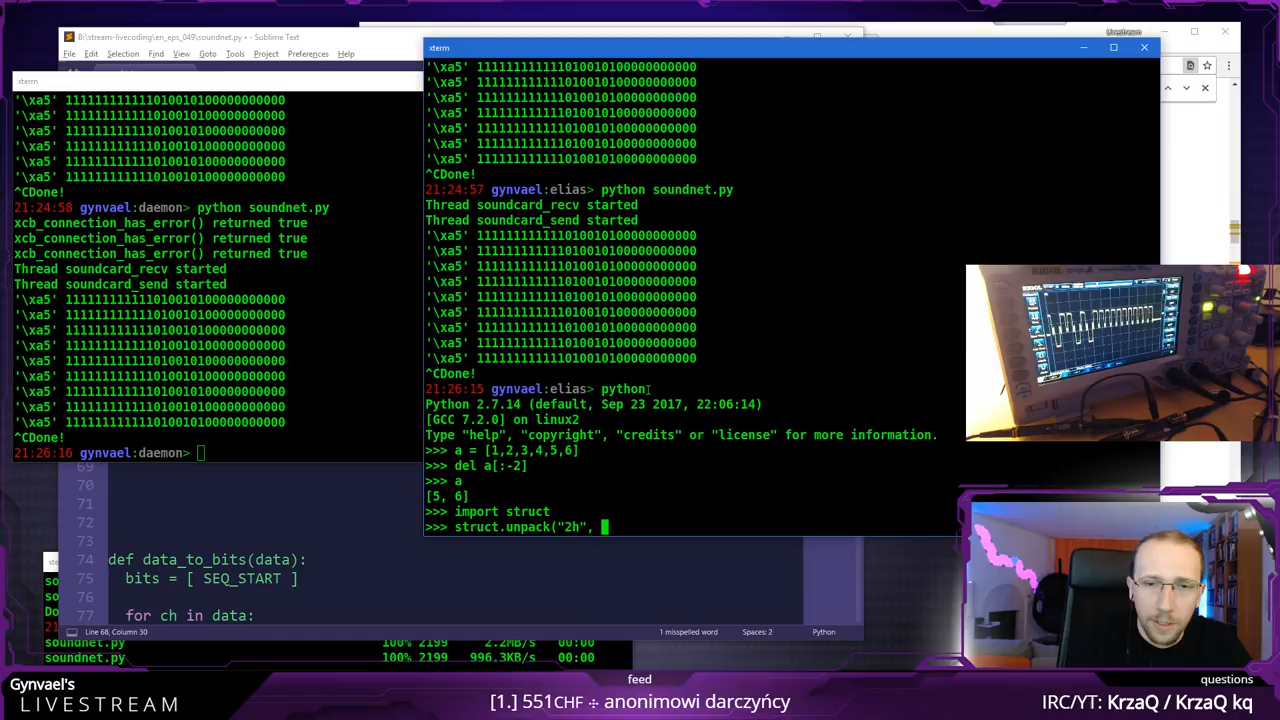 B:\stream-livecoding\en_eps_049\soundnet.py • - Sublime Text
File Edit Selection Find View Goto Tools Project Preferences Help
Livestream
xterm
'\xa5' 111111111111010010100000000000
'\xa5' 111111111111010010100000000000
'\xa5' 111111111111010010100000000000
'\xa5' 111111111111010010100000000000
'\xa5' 111111111111010010100000000000
'\xa5' 111111111111010010100000000000
^CDone!
21:24:58 gynvael:daemon> python soundnet.py
xcb_connection_has_error() returned true
xcb_connection_has_error() returned true
xcb_connection_has_error() returned true
Thread soundcard_recv started
Thread soundcard_send started
'\xa5' 111111111111010010100000000000
'\xa5' 111111111111010010100000000000
'\xa5' 111111111111010010100000000000
'\xa5' 111111111111010010100000000000
'\xa5' 111111111111010010100000000000
'\xa5' 111111111111010010100000000000
'\xa5' 111111111111010010100000000000
'\xa5' 111111111111010010100000000000
'\xa5' 111111111111010010100000000000
^CDone!
21:26:16 gynvael:daemon>
xterm
'\xa5' 111111111111010010100000000000
'\xa5' 111111111111010010100000000000
'\xa5' 111111111111010010100000000000
'\xa5' 111111111111010010100000000000
'\xa5' 111111111111010010100000000000
'\xa5' 111111111111010010100000000000
'\xa5' 111111111111010010100000000000
^CDone!
21:24:57 gynvael:elias> python soundnet.py
Thread soundcard_recv started
Thread soundcard_send started
'\xa5' 111111111111010010100000000000
'\xa5' 111111111111010010100000000000
'\xa5' 111111111111010010100000000000
'\xa5' 111111111111010010100000000000
'\xa5' 111111111111010010100000000000
'\xa5' 111111111111010010100000000000
'\xa5' 111111111111010010100000000000
'\xa5' 111111111111010010100000000000
'\xa5' 111111111111010010100000000000
^CDone!
21:26:15 gynvael:elias> python
Python 2.7.14 (default, Sep 23 2017, 22:06:14)
[GCC 7.2.0] on linux2
Type "help", "copyright", "credits" or "license" for more information.
>>> a = [1,2,3,4,5,6]
>>> del a[:-2]
>>> a
[5, 6]
>>> import struct
>>> struct.unpack("2h",
RIGOL
69
70
71
72
73
74 def data_to_bits(data):
75 bits = [ SEQ_START ]
76
77 for ch in data:
Line 68, Column 30
1 misspelled word
Spaces: 2
Python
soundnet.py 100% 2199 2.2MB/s 00:00
soundnet.py 100% 2199 996.3KB/s 00:00
Gynvael's
LIVESTREAM
feed
[1.] 551CHF ÷ anonimowi darczyńcy
questions
IRC/YT: KrzaQ / KrzaQ kq